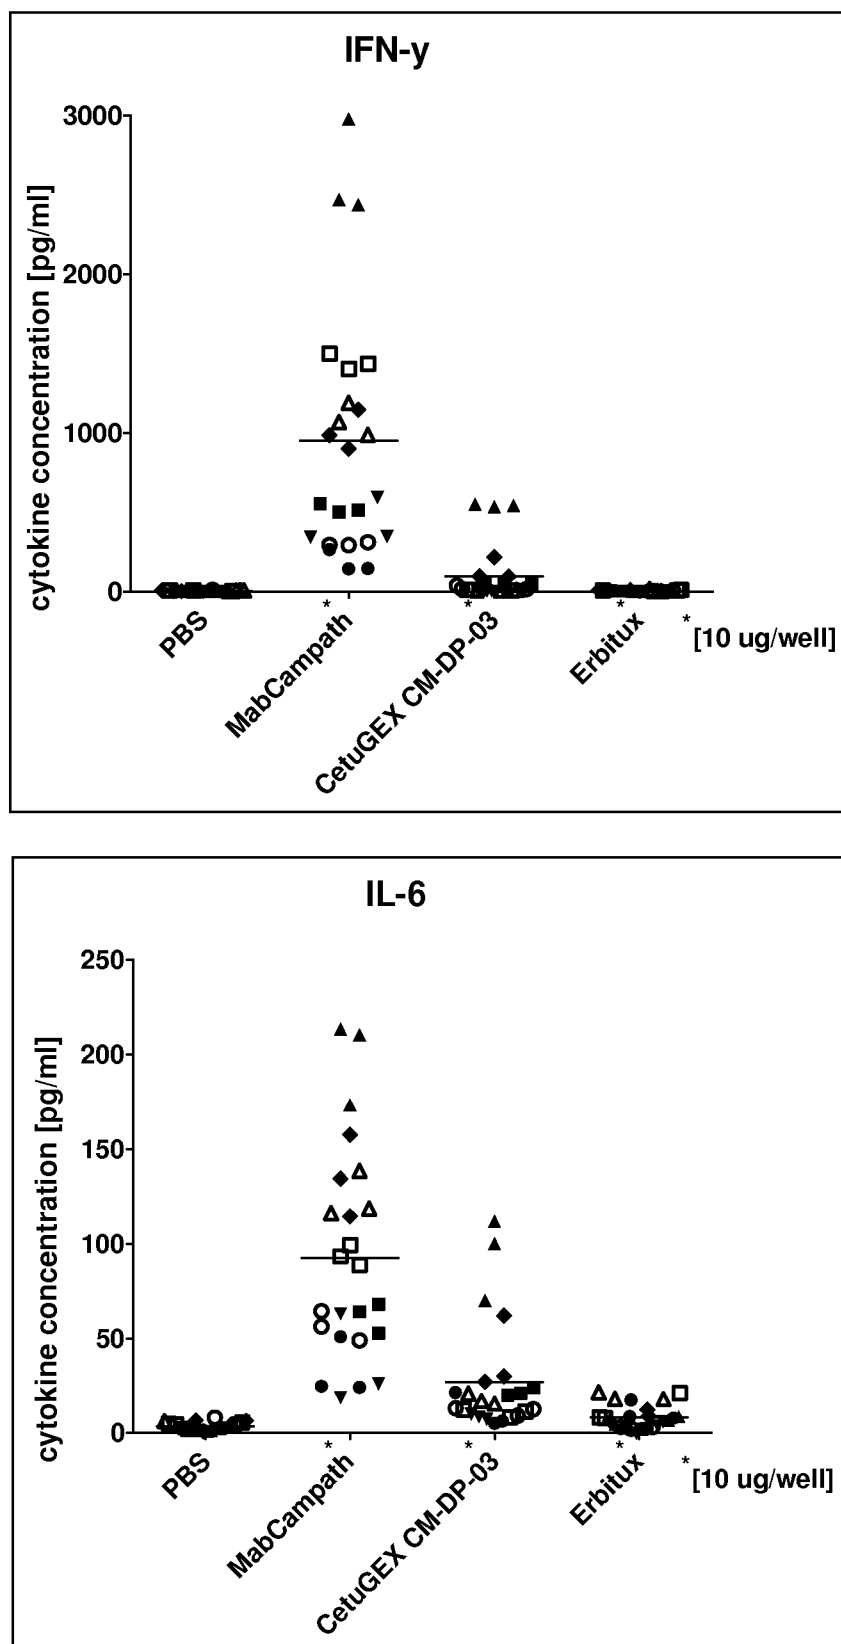 IFN-y
cytokine concentration [pg/ml]
3000
2000
1000
0
PBS
MabCampath
*
CetuGEX CM-DP-03
*
Erbitux
*
* [10 ug/well]
IL-6
cytokine concentration [pg/ml]
250
200
150
100
50
0
PBS
MabCampath
*
CetuGEX CM-DP-03
*
Erbitux
*
* [10 ug/well]